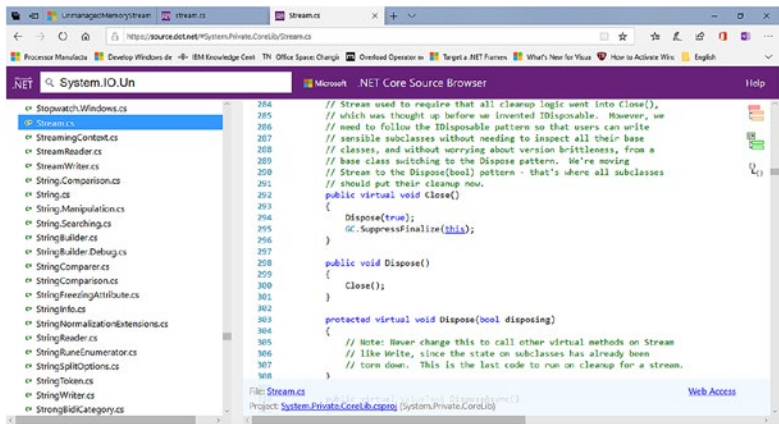 UnmanagedMemoryStream
stream.cs
Stream.cs
https://source.dot.net/#System.Private.CoreLib/Stream.cs
Processor Manufactu
Develop Windows de
IBM Knowledge Cent
TN Office Space: Changi
Overload Operator in
Target a .NET Framew
What's New for Visua
How to Activate Winc
English
Microsoft .NET
System.IO.Un
Microsoft .NET Core Source Browser
Help
Stopwatch.Windows.cs
Stream.cs
StreamingContext.cs
StreamReader.cs
StreamWriter.cs
String.Comparison.cs
String.cs
String.Manipulation.cs
String.Searching.cs
StringBuilder.cs
StringBuilder.Debug.cs
StringComparer.cs
StringComparison.cs
StringFreezingAttribute.cs
StringInfo.cs
StringNormalizationExtensions.cs
StringReader.cs
StringRuneEnumerator.cs
StringSplitOptions.cs
StringToken.cs
StringWriter.cs
StrongBidiCategory.cs
284 // Stream used to require that all cleanup logic went into Close(),
285 // which was thought up before we invented IDisposable. However, we
286 // need to follow the IDisposable pattern so that users can write
287 // sensible subclasses without needing to inspect all their base
288 // classes, and without worrying about version brittleness, from a
289 // base class switching to the Dispose pattern. We're moving
290 // Stream to the Dispose(bool) pattern - that's where all subclasses
291 // should put their cleanup now.
292 public virtual void Close()
293 {
294 Dispose(true);
295 GC.SuppressFinalize(this);
296 }
297
298 public void Dispose()
299 {
300 Close();
301 }
302
303 protected virtual void Dispose(bool disposing)
304 {
305 // Note: Never change this to call other virtual methods on Stream
306 // like Write, since the state on subclasses has already been
307 // torn down. This is the last code to run on cleanup for a stream.
308 }
File: Stream.cs
Web Access
public virtual ValueTask DisposeAsync()
Project: System.Private.CoreLib.csproj (System.Private.CoreLib)